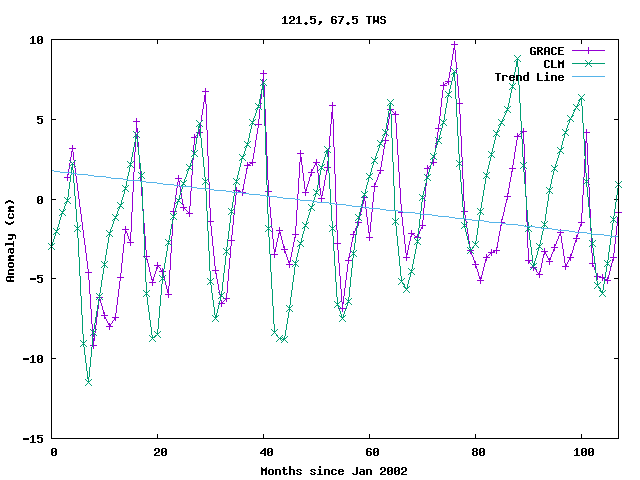 121.5, 67.5 TWS
GRACE
CLM
Trend Line
10
5
0
-5
-10
-15
Anomaly (cm)
0 20 40 60 80 100
Months since Jan 2002